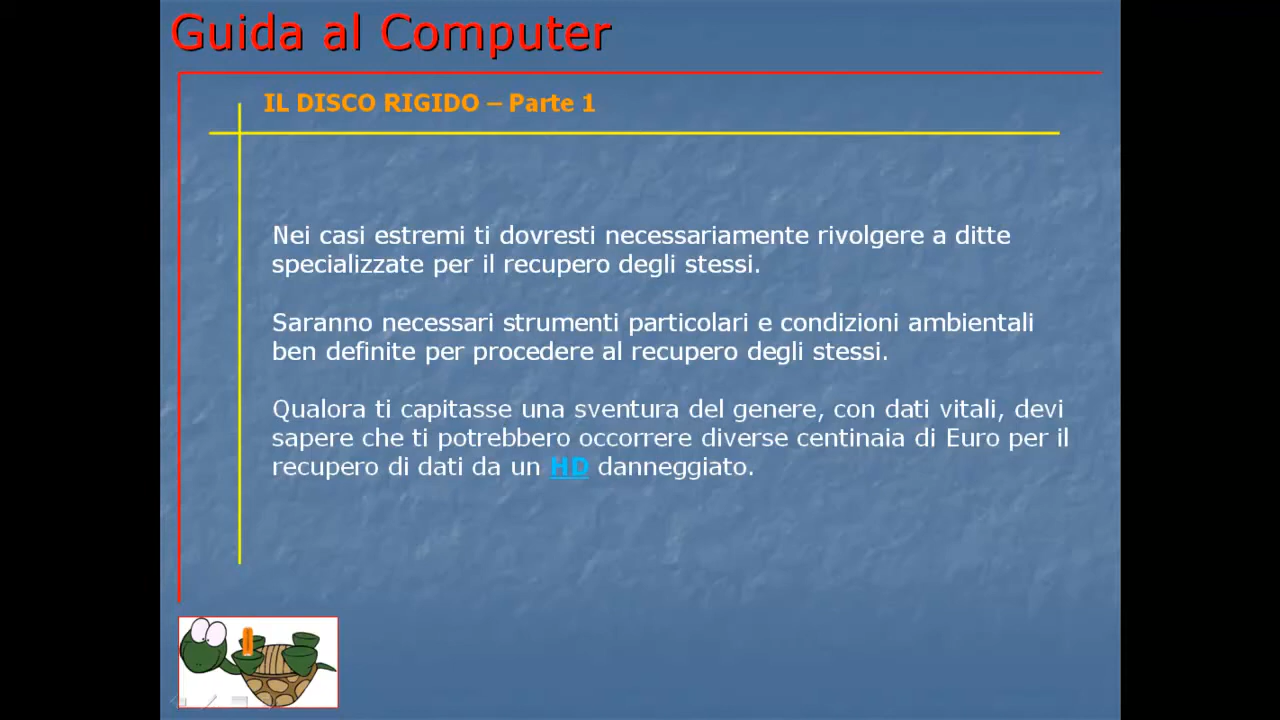 Guida al Computer
IL DISCO RIGIDO – Parte 1
Nei casi estremi ti dovresti necessariamente rivolgere a ditte
specializzate per il recupero degli stessi.
Saranno necessari strumenti particolari e condizioni ambientali
ben definite per procedere al recupero degli stessi.
Qualora ti capitasse una sventura del genere, con dati vitali, devi
sapere che ti potrebbero occorrere diverse centinaia di Euro per il
recupero di dati da un HD danneggiato.